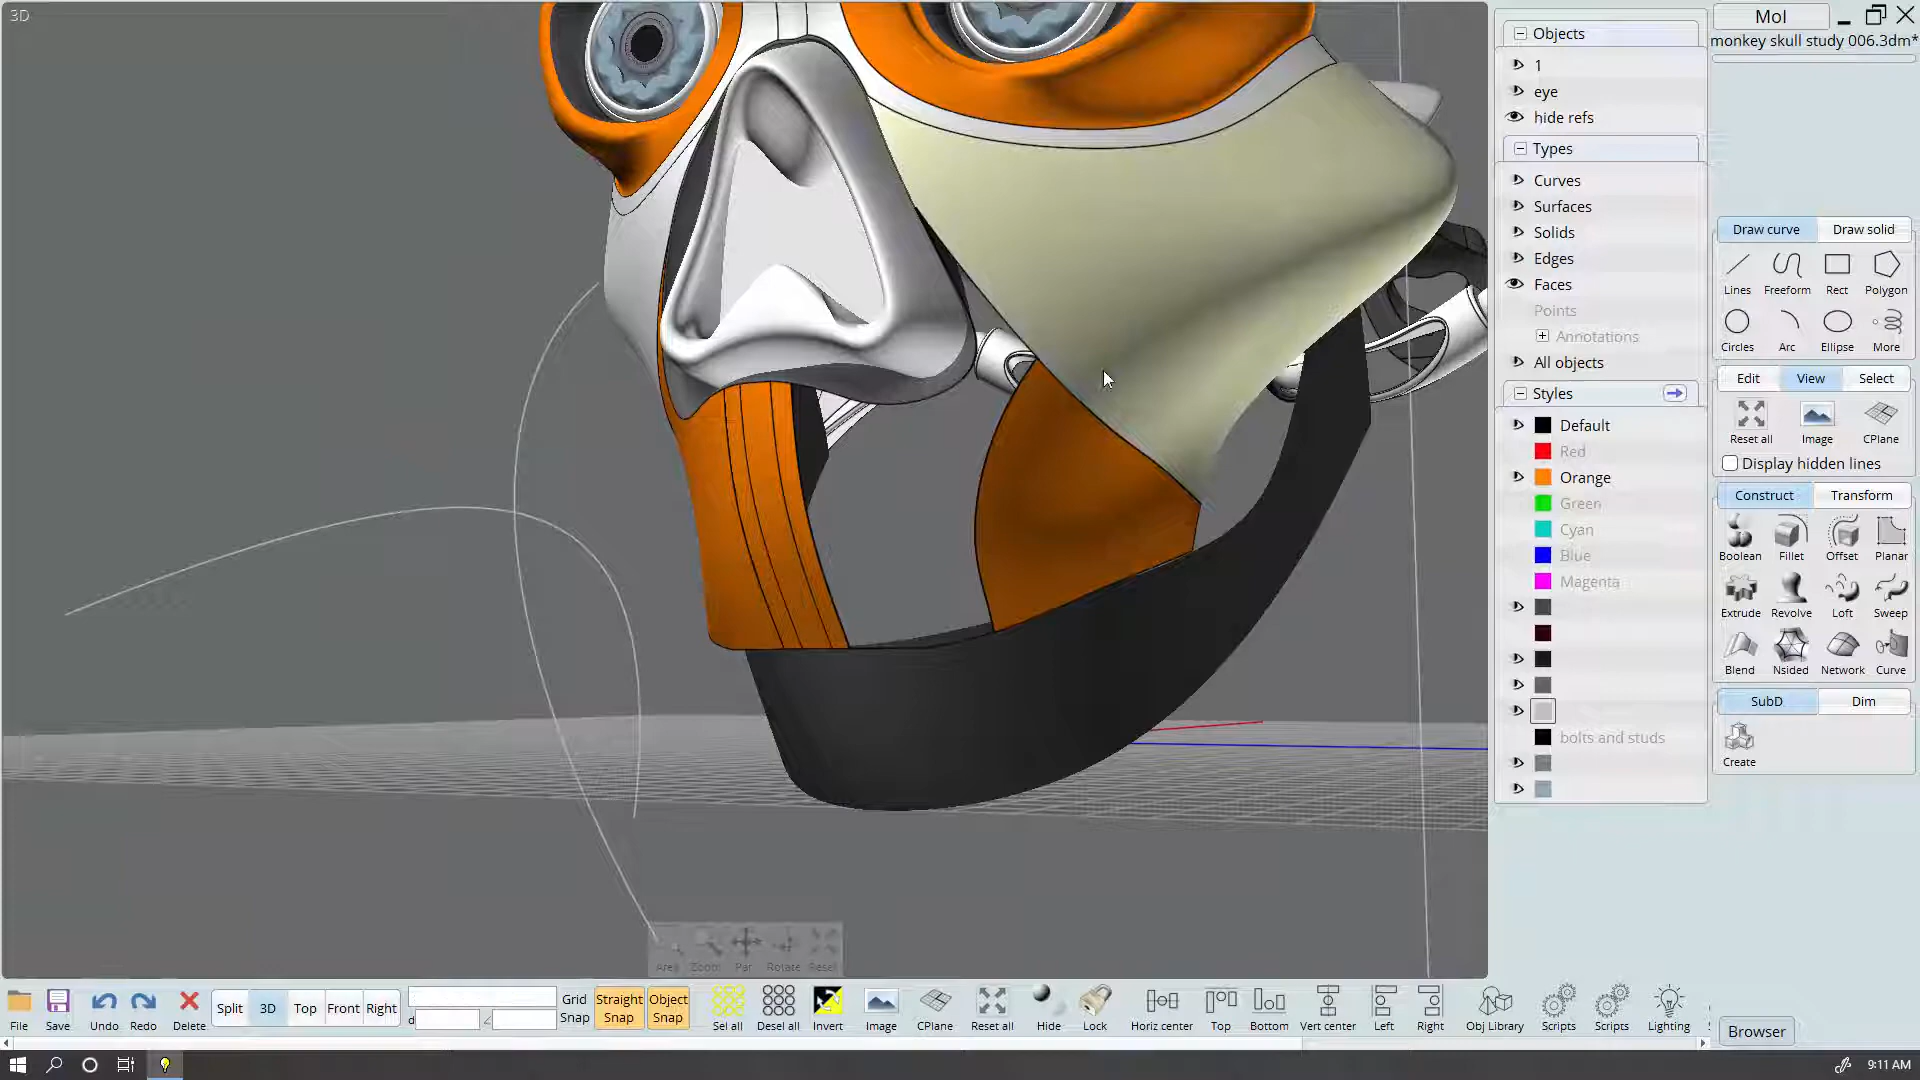 3D
Objects
1
eye
hide refs
Types
Curves
Surfaces
Solids
Edges
Faces
Points
Annotations
All objects
Styles
Default
Red
Orange
Green
Cyan
Blue
Magenta
bolts and studs
MoI
monkey skull study 006.3dm*
Draw curve Draw solid
Lines Freeform Rect Polygon
Circles Arc Ellipse More
Edit View Select
Reset all Image CPlane
Display hidden lines
Construct Transform
Boolean Fillet Offset Planar
Extrude Revolve Loft Sweep
Blend Nsided Network Curve
SubD Dim
Create
Area Zoom Pan Rotate Reset
File Save Undo Redo Delete Split 3D Top Front Right
d
Grid Snap Straight Snap Object Snap
Sel all Desel all Invert Image CPlane Reset all Hide Lock Horiz center Top Bottom Vert center Left Right Obj Library Scripts Scripts Lighting
Browser
9:11 AM